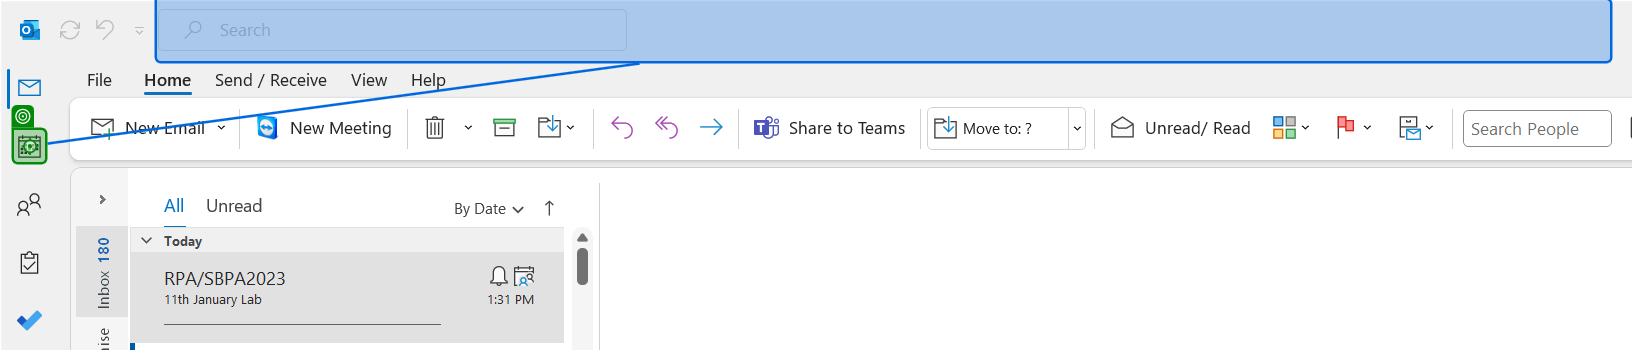 Search
File Home Send / Receive View Help
New Email New Meeting Share to Teams Move to: ? Unread/ Read Search People
All Unread By Date
Today
Inbox 180
RPA/SBPA2023
11th January Lab 1:31 PM